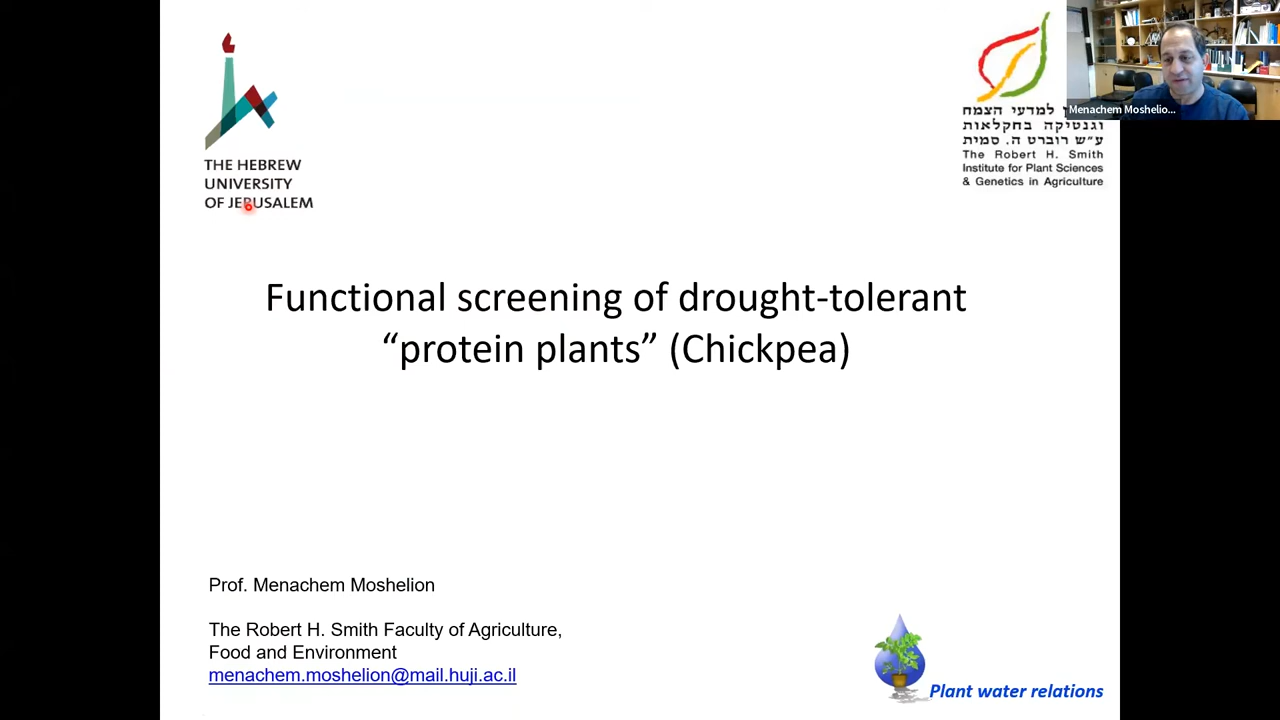 THE HEBREW
UNIVERSITY
OF JERUSALEM
למדעי הצמח
וגנטיקה בחקלאות
ע״ש רוברט ה. סמית
The Robert H. Smith
Institute for Plant Sciences
& Genetics in Agriculture
Menachem Moshelio...
Functional screening of drought-tolerant
“protein plants” (Chickpea)
Prof. Menachem Moshelion
The Robert H. Smith Faculty of Agriculture,
Food and Environment
menachem.moshelion@mail.huji.ac.il
Plant water relations